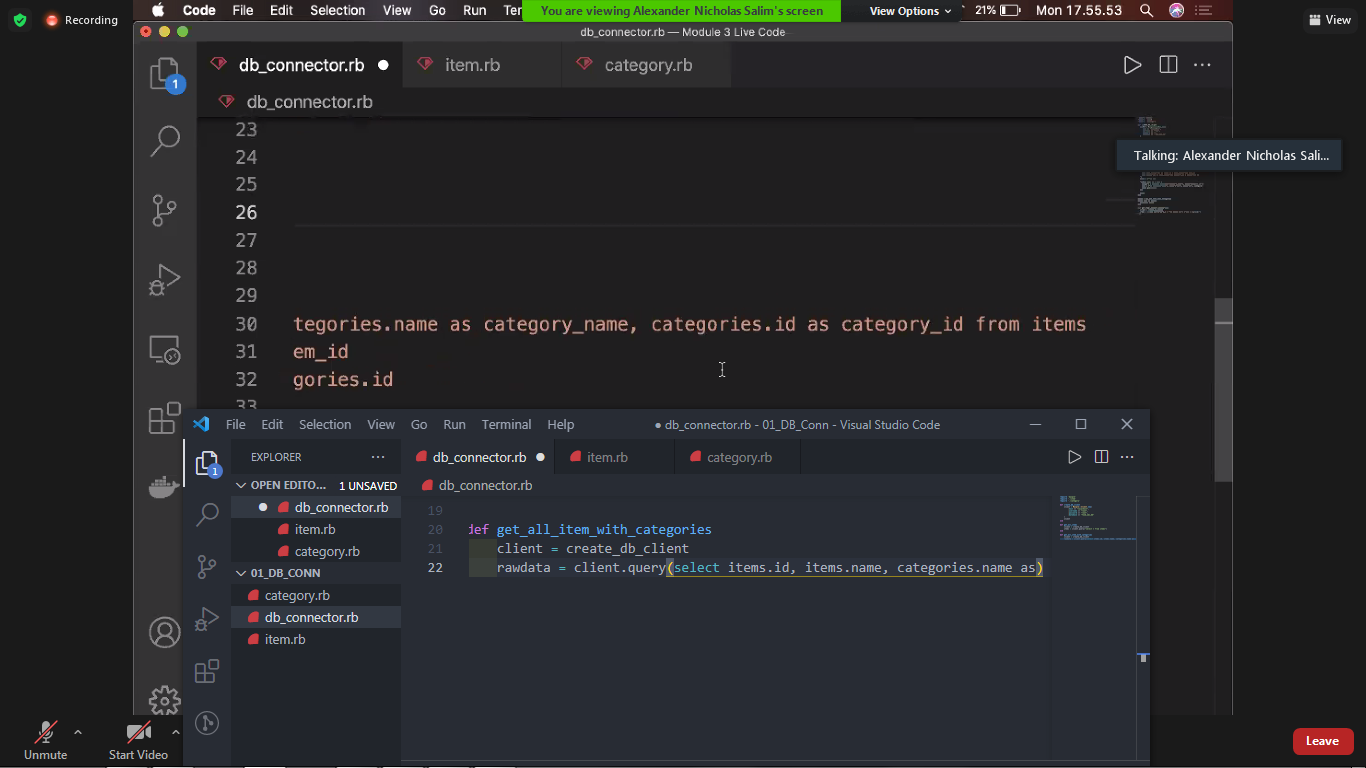 Recording
Code File Edit Selection View Go Run Ter
You are viewing Alexander Nicholas Salim's screen
View Options
21% Mon 17.55.53
View
db_connector.rb — Module 3 Live Code
db_connector.rb item.rb category.rb
1
db_connector.rb
Talking: Alexander Nicholas Sali...
23
24
25
26
27
28
29
30 tegories.name as category_name, categories.id as category_id from items
31 em_id
32 gories.id
33
File Edit Selection View Go Run Terminal Help
● db_connector.rb - 01_DB_Conn - Visual Studio Code
1
EXPLORER
OPEN EDITO... 1 UNSAVED
db_connector.rb
item.rb
category.rb
01_DB_CONN
category.rb
db_connector.rb
item.rb
db_connector.rb item.rb category.rb
db_connector.rb
19
20 def get_all_item_with_categories
21 client = create_db_client
22 rawdata = client.query(select items.id, items.name, categories.name as)
Unmute
Start Video
Leave